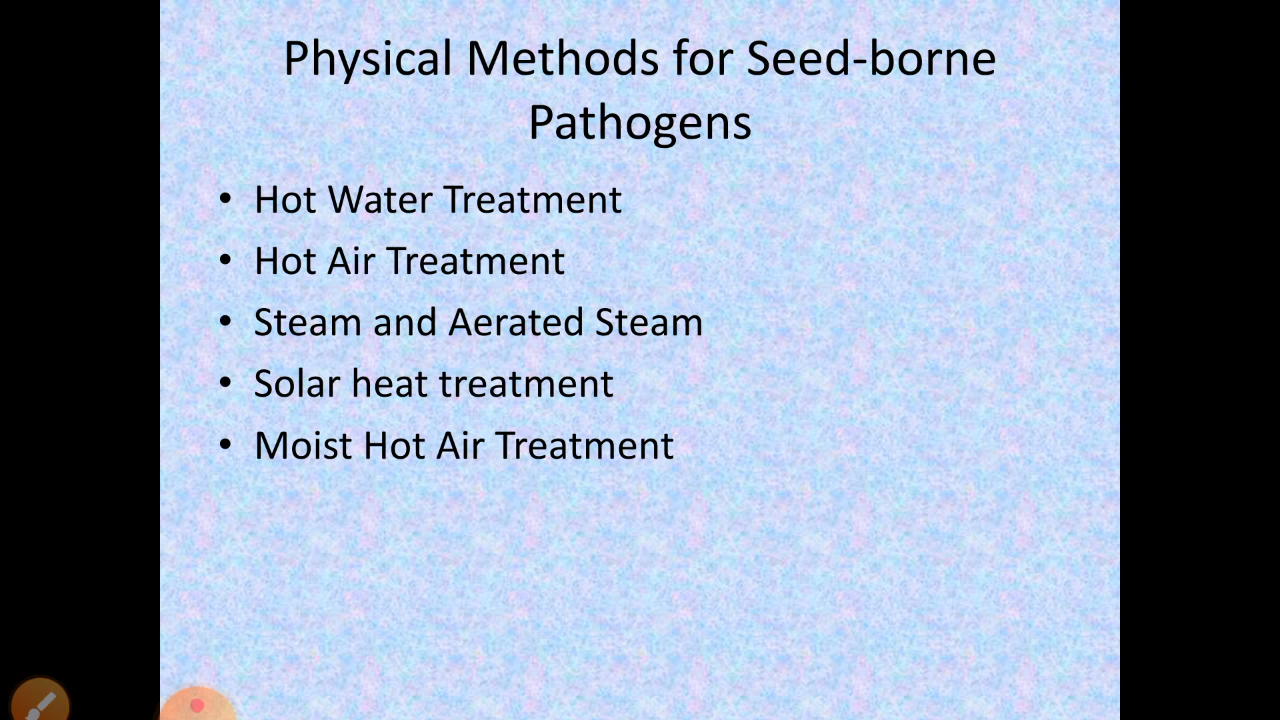 Physical Methods for Seed-borne
Pathogens
• Hot Water Treatment
• Hot Air Treatment
• Steam and Aerated Steam
• Solar heat treatment
• Moist Hot Air Treatment